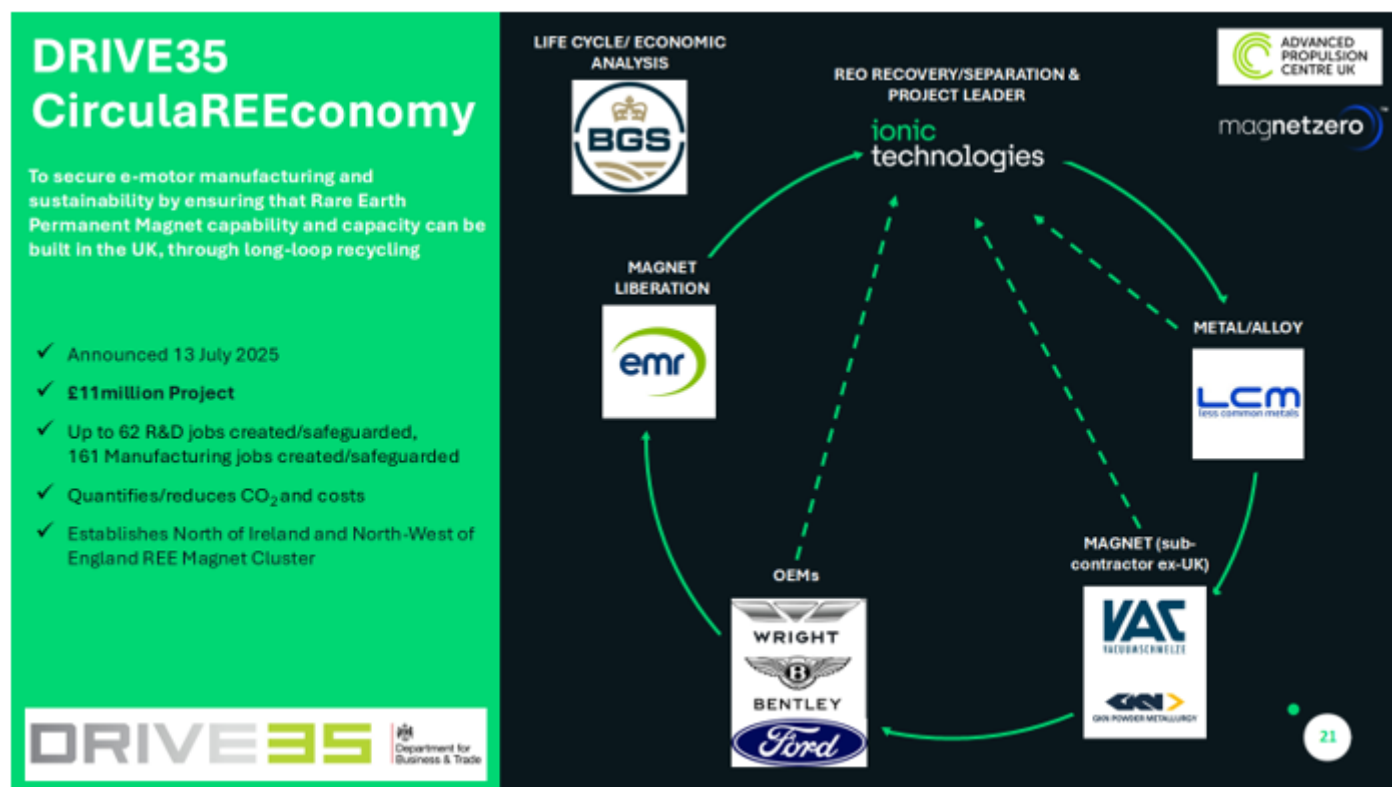 DRIVE35
CirculaREEconomy
To secure e-motor manufacturing and
sustainability by ensuring that Rare Earth
Permanent Magnet capability and capacity can be
built in the UK, through long-loop recycling
✓ Announced 13 July 2025
✓ £11million Project
✓ Up to 62 R&D jobs created/safeguarded,
161 Manufacturing jobs created/safeguarded
✓ Quantifies/reduces CO₂ and costs
✓ Establishes North of Ireland and North-West of
England REE Magnet Cluster
DRIVE35
Department for
Business & Trade
LIFE CYCLE/ ECONOMIC
ANALYSIS
BGS
REO RECOVERY/SEPARATION &
PROJECT LEADER
ionic
technologies
ADVANCED
PROPULSION
CENTRE UK
magnetzero™
MAGNET
LIBERATION
emr
METAL/ALLOY
LCM
less common metals
MAGNET (sub-
contractor ex-UK)
VAC
VACUUMSCHMELZE
GKN
GKN POWDER METALLURGY
OEMs
WRIGHT
B
BENTLEY
Ford
21